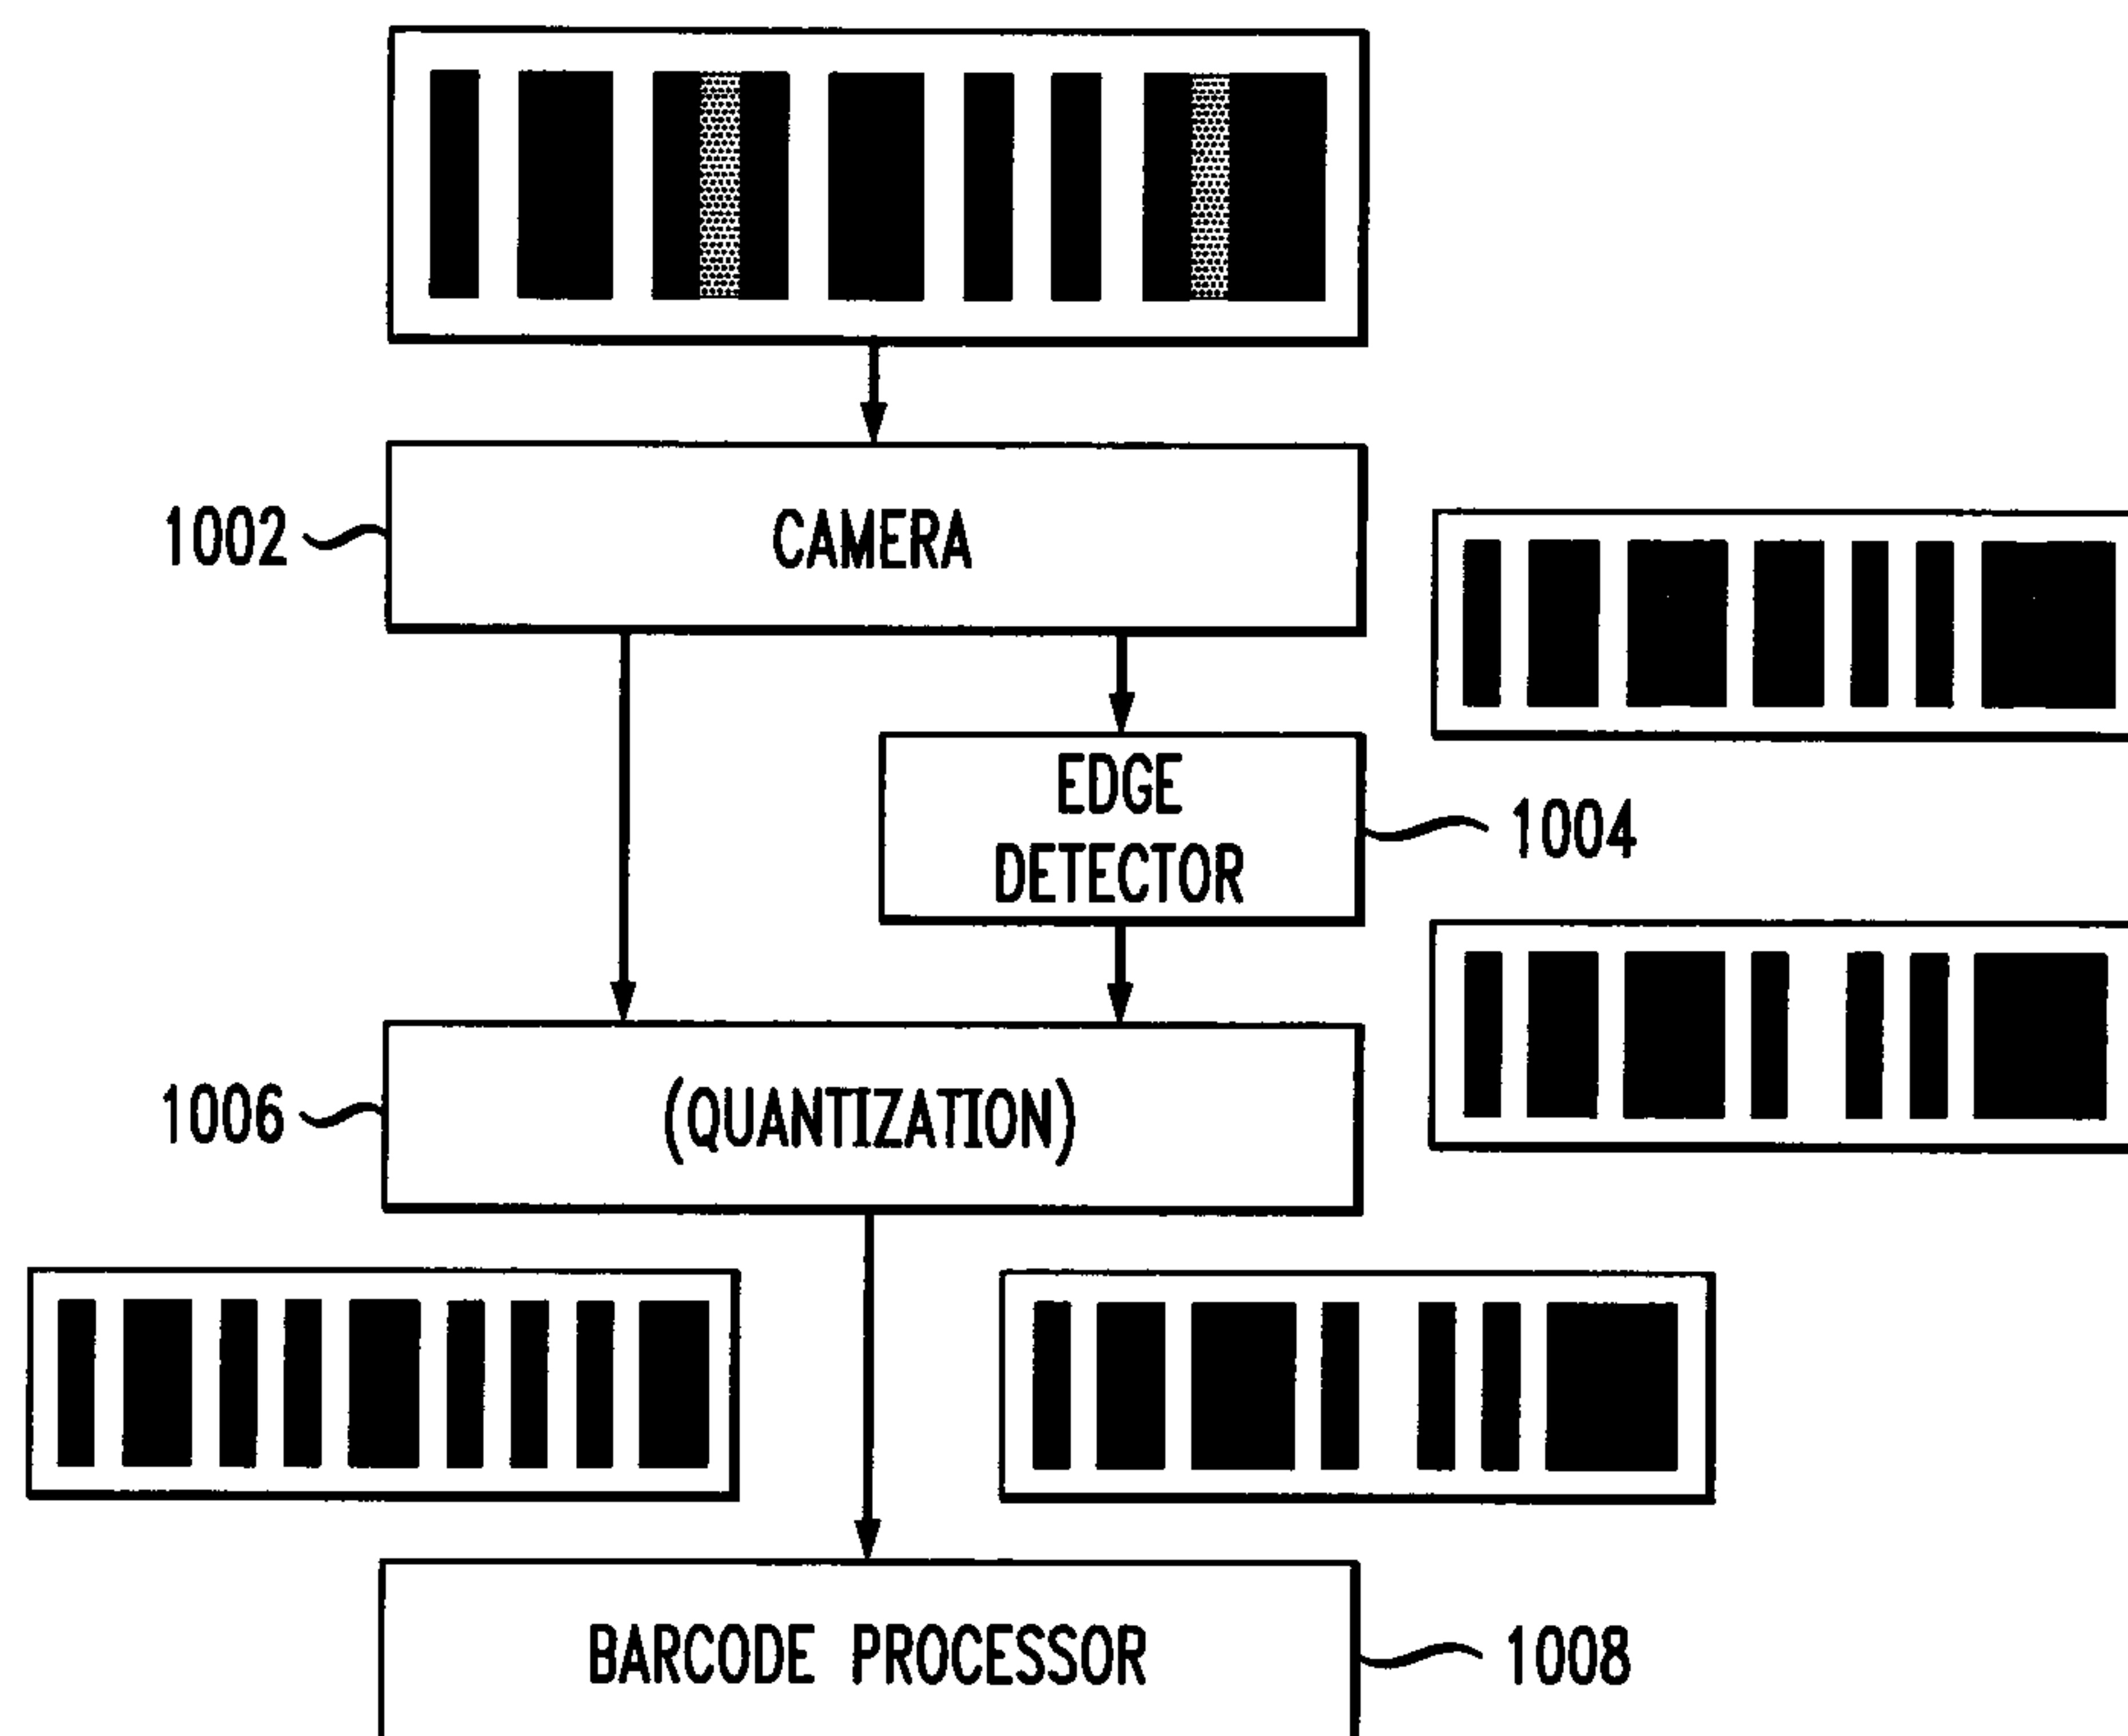 1002
CAMERA
EDGE
DETECTOR
1004
1006
(QUANTIZATION)
BARCODE PROCESSOR
1008